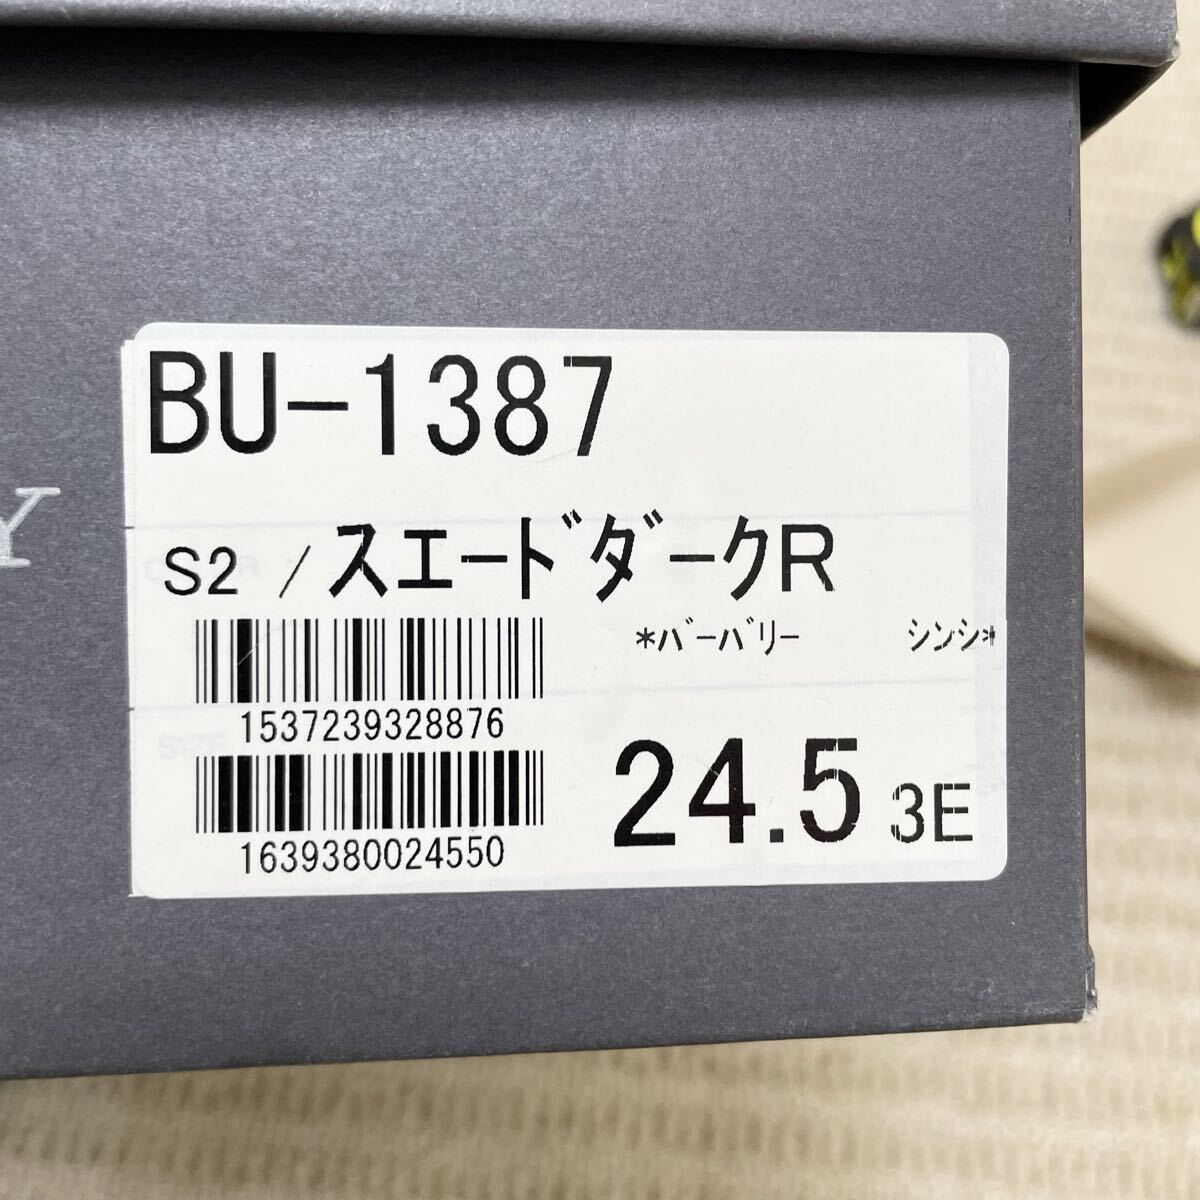 BU-1387
Y
S2 /ｽｴｰﾄﾞﾀﾞｰｸR
*ﾊﾞｰﾊﾞﾘｰ ｼﾝｼ*
1537239328876
24.5 3E
1639380024550